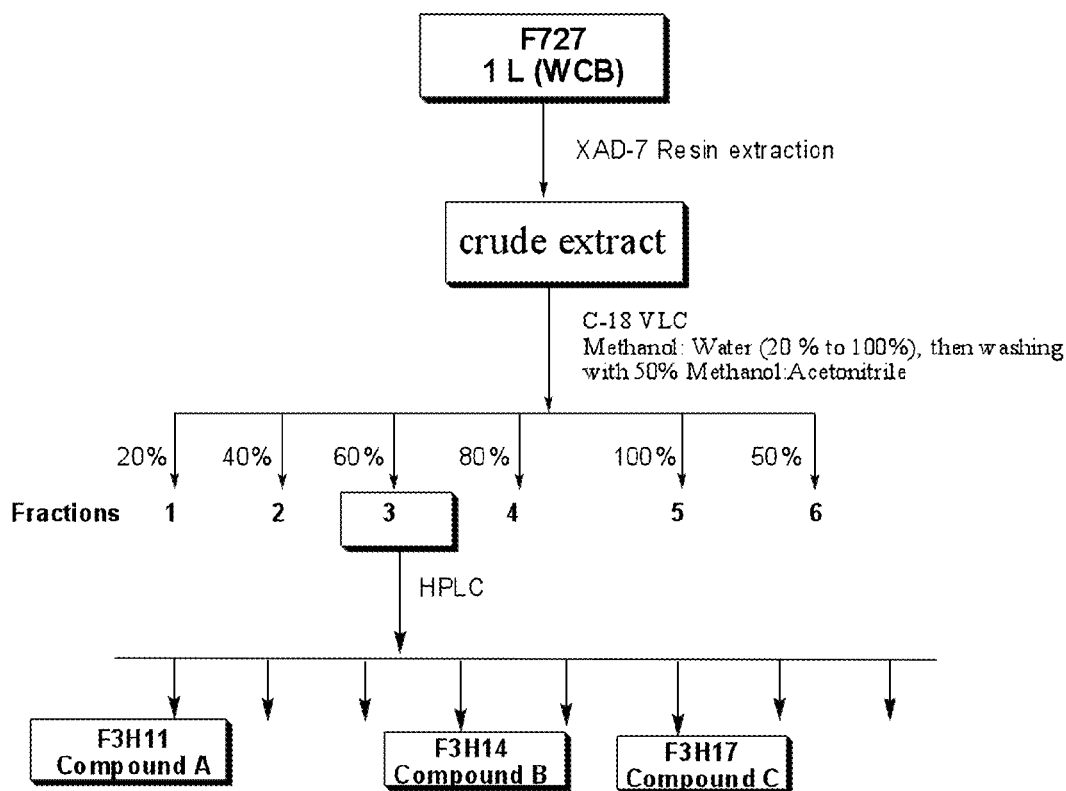 F727
1 L (WCB)
XAD-7 Resin extraction
crude extract
C-18 VLC
Methanol: Water (20 % to 100%), then washing
with 50% Methanol:Acetonitrile
20% 40% 60% 80% 100% 50%
Fractions 1 2 3 4 5 6
HPLC
F3H11
Compound A
F3H14
Compound B
F3H17
Compound C